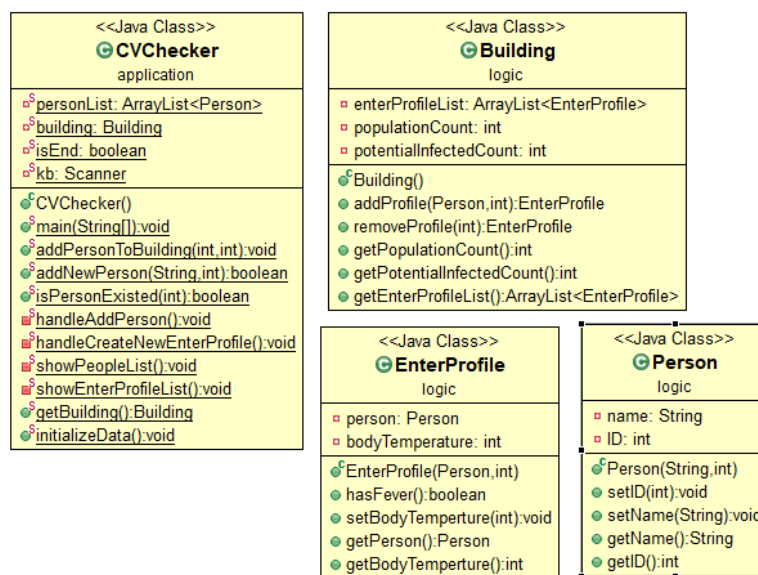 <<Java Class>>
CVChecker
application
personList: ArrayList<Person>
building: Building
isEnd: boolean
kb: Scanner
CVChecker()
main(String[]):void
addPersonToBuilding(int,int):void
addNewPerson(String,int):boolean
isPersonExisted(int):boolean
handleAddPerson():void
handleCreateNewEnterProfile():void
showPeopleList():void
showEnterProfileList():void
getBuilding():Building
initializeData():void
<<Java Class>>
Building
logic
enterProfileList: ArrayList<EnterProfile>
populationCount: int
potentialInfectedCount: int
Building()
addProfile(Person,int):EnterProfile
removeProfile(int):EnterProfile
getPopulationCount():int
getPotentialInfectedCount():int
getEnterProfileList():ArrayList<EnterProfile>
<<Java Class>>
EnterProfile
logic
person: Person
bodyTemperature: int
EnterProfile(Person,int)
hasFever():boolean
setBodyTemperture(int):void
getPerson():Person
getBodyTemperture():int
<<Java Class>>
Person
logic
name: String
ID: int
Person(String,int)
setID(int):void
setName(String):void
getName():String
getID():int